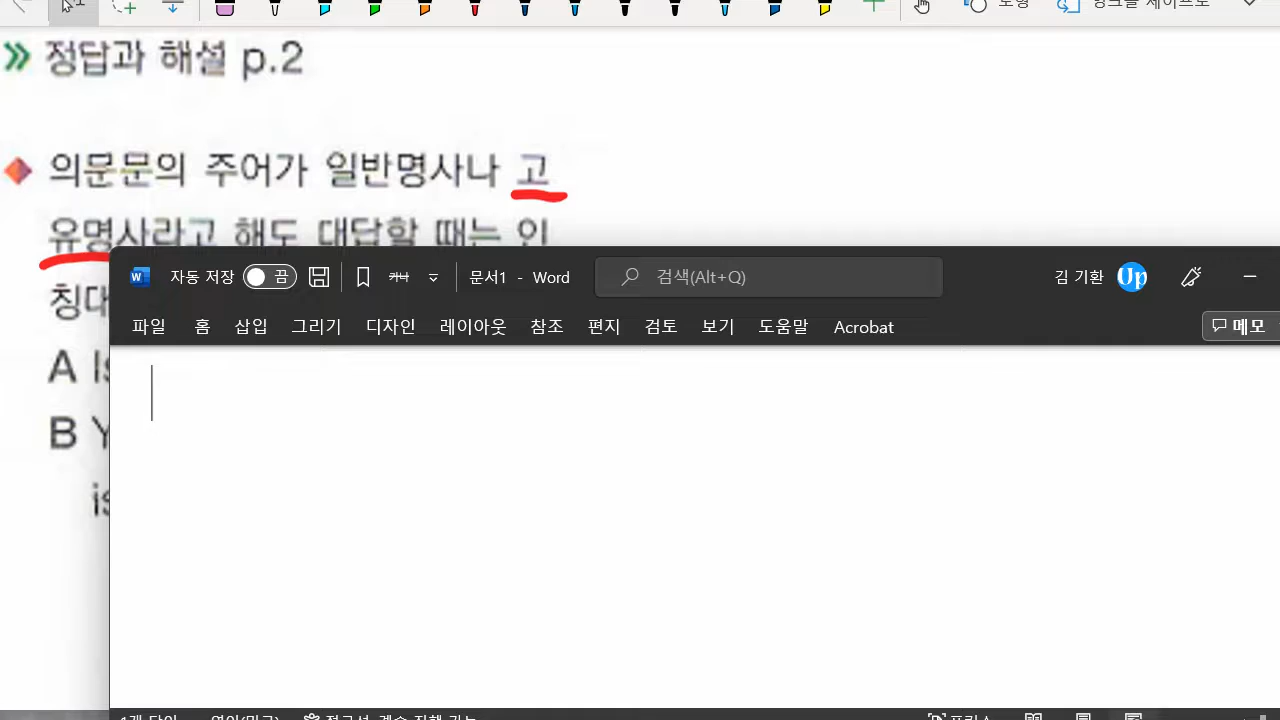 정답과 해설 p.2
의문문의 주어가 일반명사나 고
유명사라고 해도 대답할 때는 인
칭대
A Is
B Y
is
자동 저장 끔 문서1 - Word 검색(Alt+Q) 김 기환 Up
파일 홈 삽입 그리기 디자인 레이아웃 참조 편지 검토 보기 도움말 Acrobat 메모